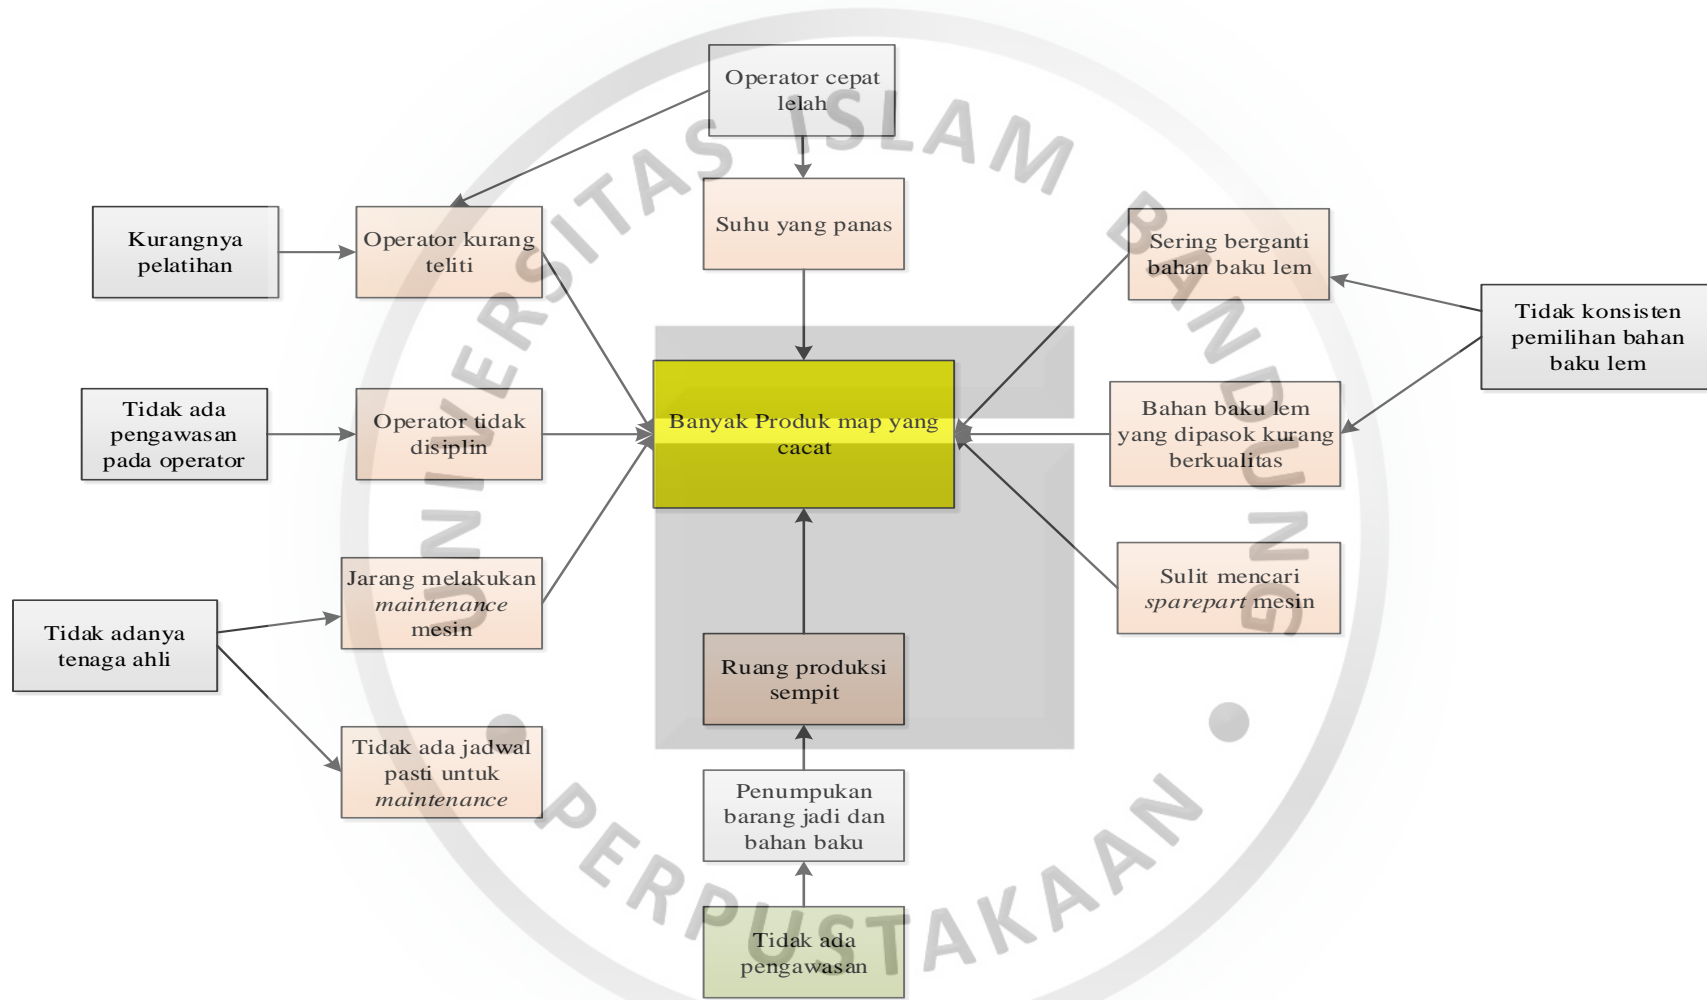 Operator cepat
lelah
Suhu yang panas
Kurangnya
pelatihan
Operator kurang
teliti
Sering berganti
bahan baku lem
Tidak konsisten
pemilihan bahan
baku lem
Tidak ada
pengawasan
pada operator
Operator tidak
disiplin
Banyak Produk map yang
cacat
Bahan baku lem
yang dipasok kurang
berkualitas
Jarang melakukan
maintenance
mesin
Sulit mencari
sparepart mesin
Tidak adanya
tenaga ahli
Ruang produksi
sempit
Tidak ada jadwal
pasti untuk
maintenance
Penumpukan
barang jadi dan
bahan baku
Tidak ada
pengawasan
UNIVERSITAS ISLAM BANDUNG
PERPUSTAKAAN